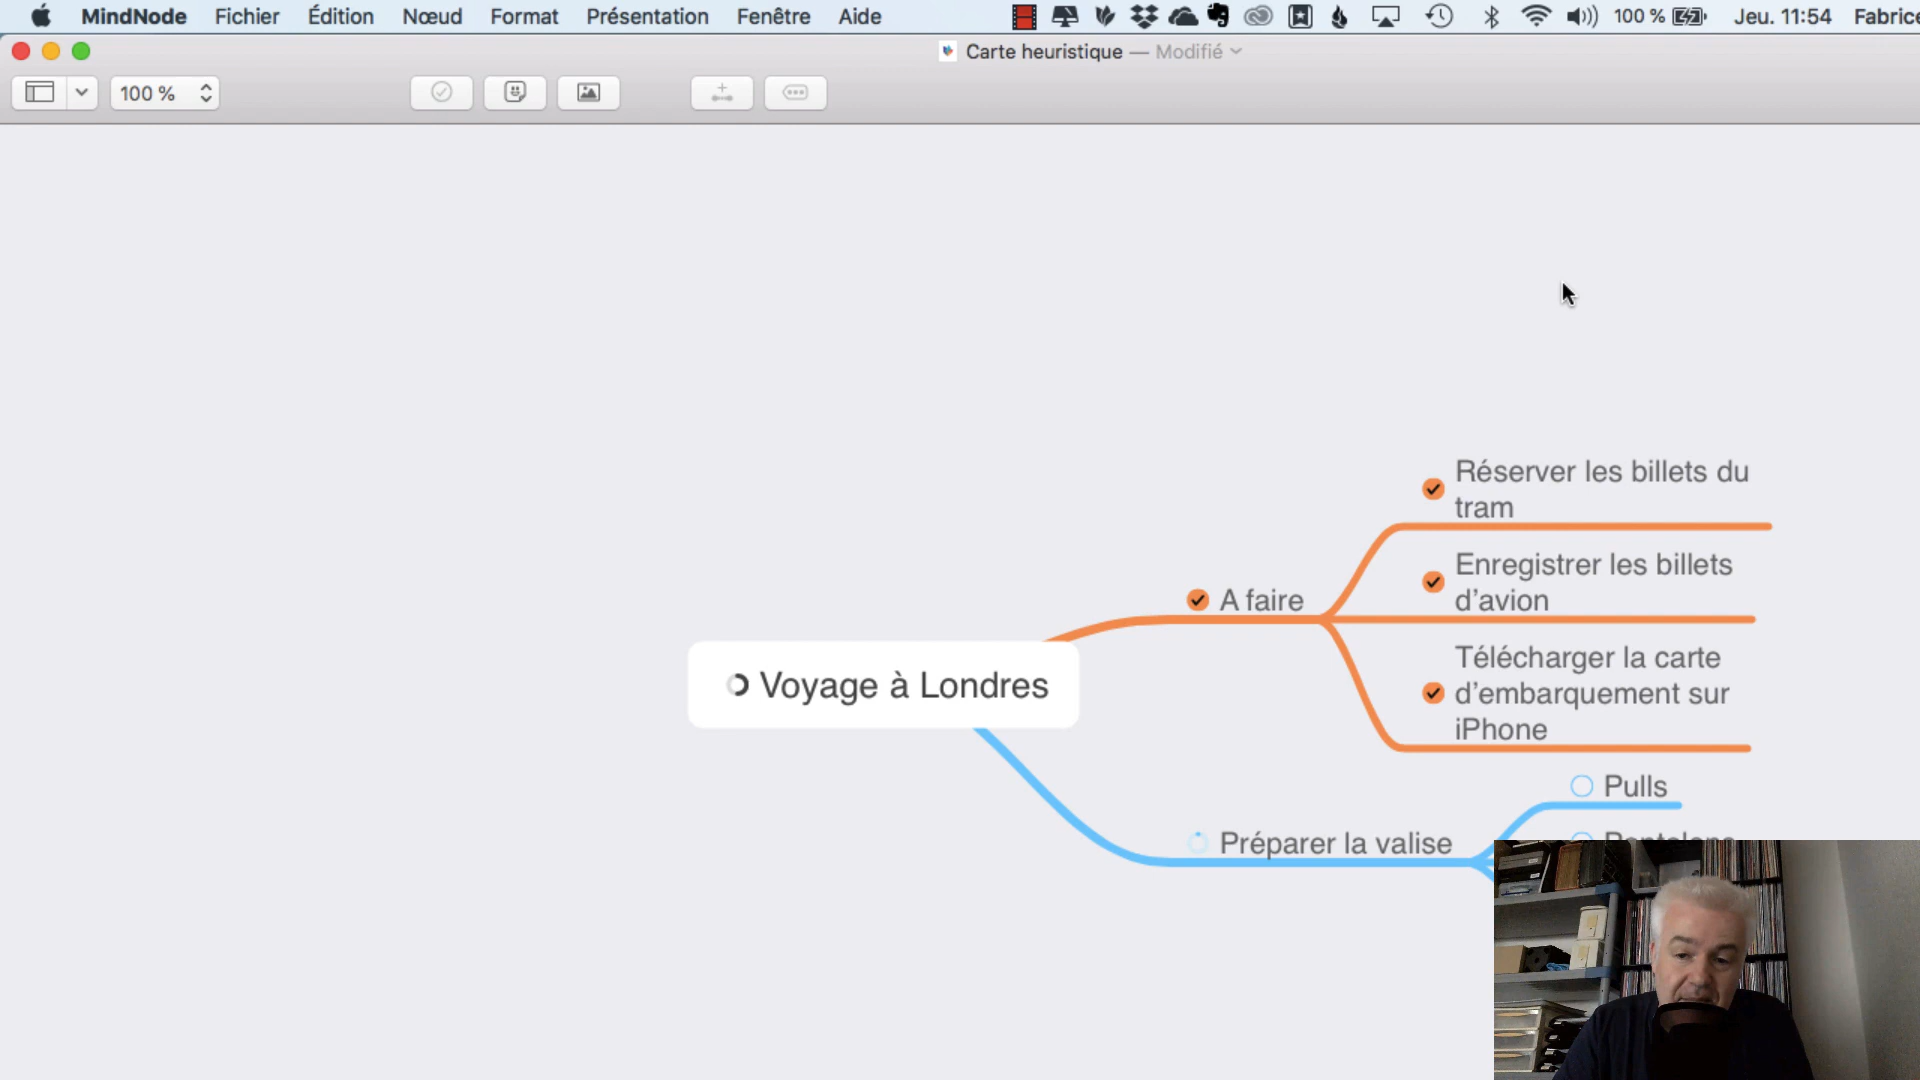 MindNode Fichier Édition Nœud Format Présentation Fenêtre Aide 100 % Jeu. 11:54 Fabrice
Carte heuristique — Modifié
100 %
Réserver les billets du
tram
Enregistrer les billets
d’avion
A faire
Télécharger la carte
d’embarquement sur
iPhone
Voyage à Londres
Pulls
Préparer la valise
Pantalons